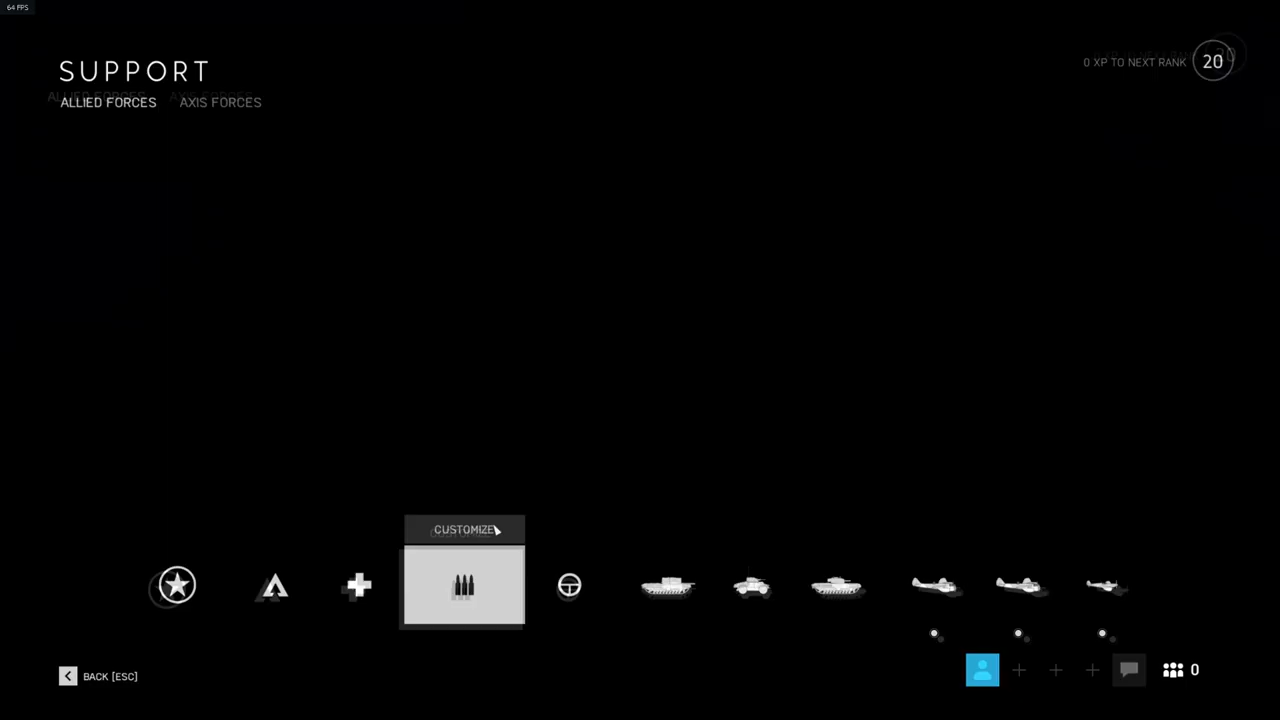 64 FPS
SUPPORT
0 XP TO NEXT RANK 20
ALLIED FORCES AXIS FORCES
CUSTOMIZE
BACK [ESC]
0